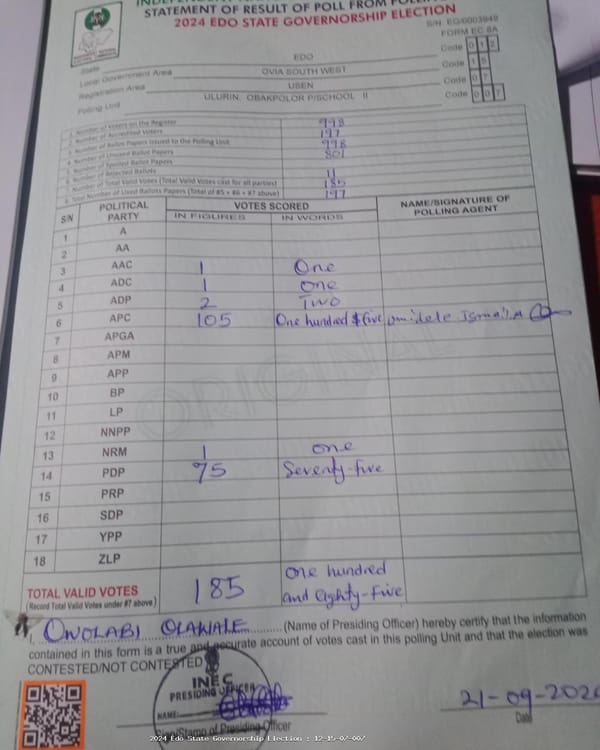 STATEMENT OF RESULT OF POLL FROM
2024 EDO STATE GOVERNORSHIP ELECTION
S/N: EG/0003949
FORM EC 8A
State EDO Code 0 1 2
Local Government Area OVIA SOUTH WEST Code 1 5
Registration Area USEN Code 0 7
Polling Unit ULURIN, OBAKPOLOR P/SCHOOL II Code 0 0 7
1. Number of Voters on the Register 998
2. Number of Accredited Voters 197
3. Number of Ballot Papers Issued to the Polling Unit 998
4. Number of Unused Ballot Papers 801
5. Number of Spoiled Ballot Papers
6. Number of Rejected Ballots 11
7. Number of Total Valid Votes (Total Valid Votes cast for all parties) 185
8. Total Number of Used Ballots Papers (Total of #5 + #6 + #7 above) 197
S/N POLITICAL PARTY VOTES SCORED NAME/SIGNATURE OF POLLING AGENT
IN FIGURES IN WORDS
1 A
2 AA
3 AAC 1 One
4 ADC 1 One
5 ADP 2 Two
6 APC 105 One hundred & five omidele Ismaila
7 APGA
8 APM
9 APP
10 BP
11 LP
12 NNPP
13 NRM 1 one
14 PDP 75 Seventy-five
15 PRP
16 SDP
17 YPP
18 ZLP
TOTAL VALID VOTES 185 one hundred
(Record Total Valid Votes under #7 above) and eighty-Five
I, OWOLABI OLAWALE (Name of Presiding Officer) hereby certify that the information
contained in this form is a true and accurate account of votes cast in this polling Unit and that the election was
CONTESTED/NOT CONTESTED
INEC
PRESIDING OFFICER
NAME:
Sign/Stamp of Presiding Officer
21-09-2024
Date
ORIGINAL
2024 Edo State Governorship Election : 12-15-07-007